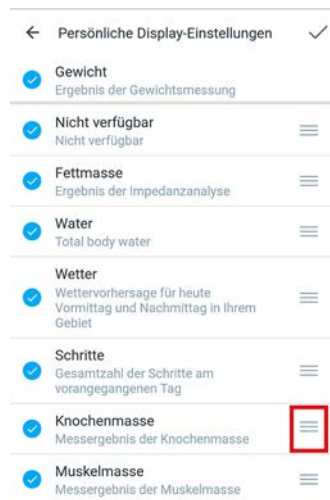 Persönliche Display-Einstellungen
Gewicht
Ergebnis der Gewichtsmessung
Nicht verfügbar
Nicht verfügbar
Fettmasse
Ergebnis der Impedanzanalyse
Water
Total body water
Wetter
Wettervorhersage für heute
Vormittag und Nachmittag in Ihrem
Gebiet
Schritte
Gesamtzahl der Schritte am
vorangegangenen Tag
Knochenmasse
Messergebnis der Knochenmasse
Muskelmasse
Messergebnis der Muskelmasse